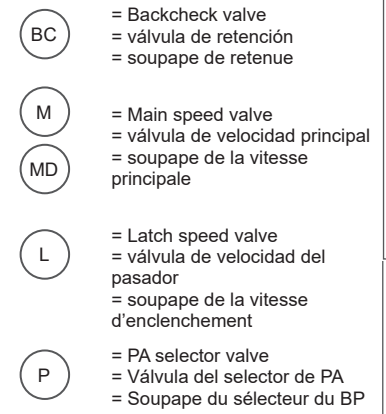 BC
= Backcheck valve
= válvula de retención
= soupape de retenue
M
MD
= Main speed valve
= válvula de velocidad principal
= soupape de la vitesse
principale
L
= Latch speed valve
= válvula de velocidad del
pasador
= soupape de la vitesse
d'enclenchement
P
= PA selector valve
= Válvula del selector de PA
= Soupape du sélecteur du BP